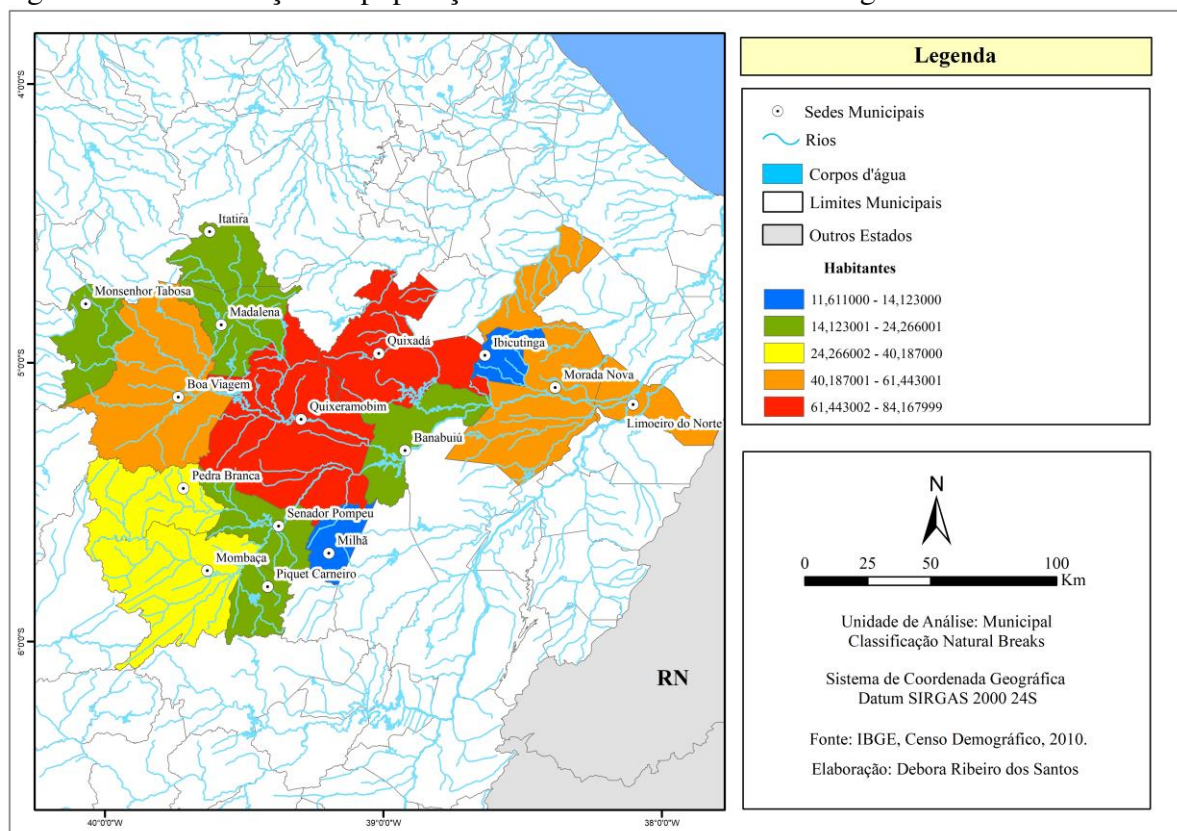 Legenda
Sedes Municipais
Rios
Corpos d'água
Limites Municipais
Outros Estados
Habitantes
11,611000 - 14,123000
14,123001 - 24,266001
24,266002 - 40,187000
40,187001 - 61,443001
61,443002 - 84,167999
4°0'0"S
5°0'0"S
6°0'0"S
40°0'0"W
39°0'0"W
38°0'0"W
Itatira
Monsenhor Tabosa
Madalena
Quixadá
Ibicutinga
Boa Viagem
Morada Nova
Quixeramobim
Limoeiro do Norte
Banabuiú
Pedra Branca
Senador Pompeu
Milhã
Mombaça
Piquet Carneiro
RN
N
0 25 50 100
Km
Unidade de Análise: Municipal
Classificação Natural Breaks
Sistema de Coordenada Geográfica
Datum SIRGAS 2000 24S
Fonte: IBGE, Censo Demográfico, 2010.
Elaboração: Debora Ribeiro dos Santos